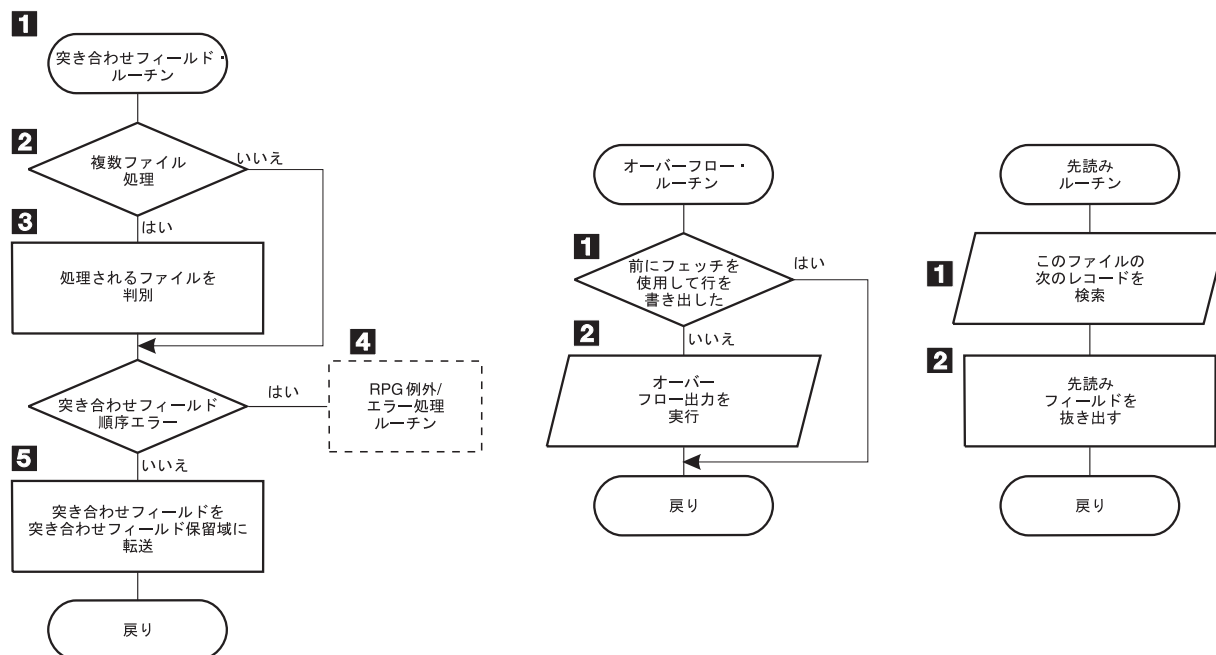 1
突き合わせフィールド・
ルーチン
2
複数ファイル
処理
いいえ
はい
3
処理されるファイルを
判別
突き合わせフィールド
順序エラー
はい
4
RPG 例外/
エラー処理
ルーチン
いいえ
5
突き合わせフィールドを
突き合わせフィールド保留域に
転送
戻り
オーバーフロー・
ルーチン
1
前にフェッチを
使用して行を
書き出した
はい
いいえ
2
オーバー
フロー出力を
実行
戻り
先読み
ルーチン
1
このファイルの
次のレコードを
検索
2
先読み
フィールドを
抜き出す
戻り